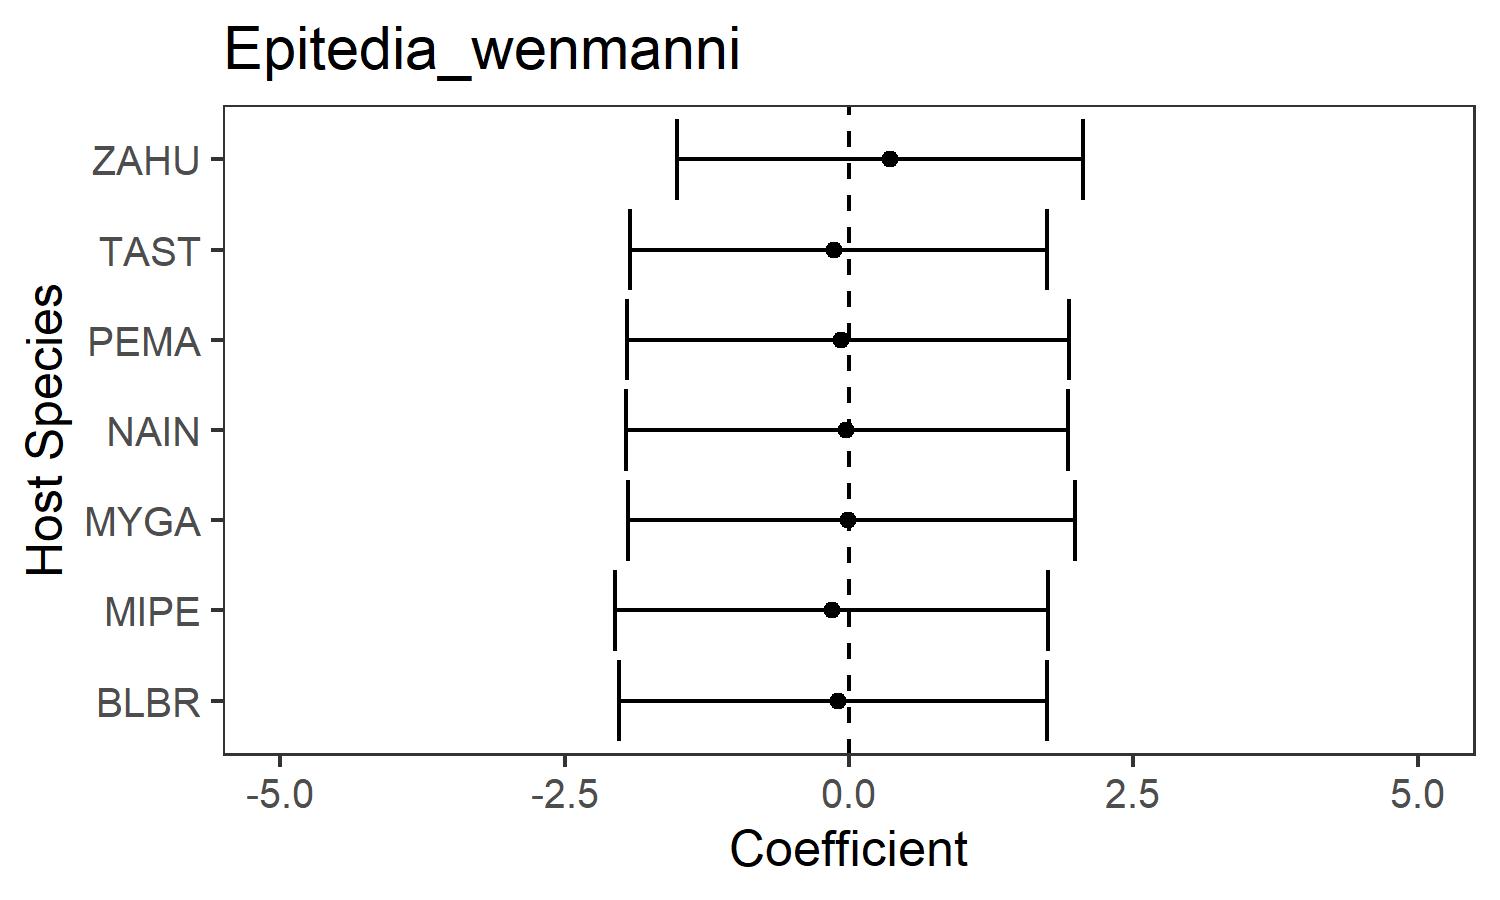 Epitedia_wenmanni
Host Species
ZAHU
TAST
PEMA
NAIN
MYGA
MIPE
BLBR
-5.0
-2.5
0.0
2.5
5.0
Coefficient